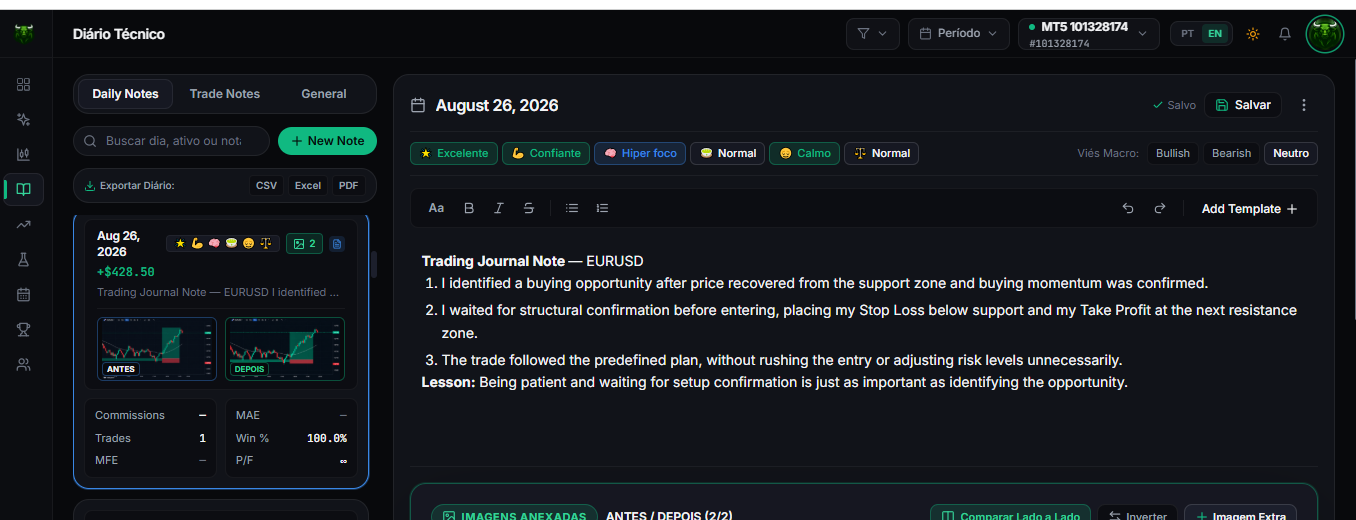 Diário Técnico
Período
MT5 101328174
#101328174
PT EN
Daily Notes Trade Notes General
Buscar dia, ativo ou not
+ New Note
Exportar Diário: CSV Excel PDF
Aug 26,
2026
2
+$428.50
Trading Journal Note — EURUSD I identified ...
ANTES
DEPOIS
Commissions –
Trades 1
MFE –
MAE –
Win % 100.0%
P/F ∞
August 26, 2026
Salvo
Salvar
Excelente Confiante Hiper foco Normal Calmo Normal
Viés Macro: Bullish Bearish Neutro
Aa B I S
Add Template +
Trading Journal Note — EURUSD
1. I identified a buying opportunity after price recovered from the support zone and buying momentum was confirmed.
2. I waited for structural confirmation before entering, placing my Stop Loss below support and my Take Profit at the next resistance
zone.
3. The trade followed the predefined plan, without rushing the entry or adjusting risk levels unnecessarily.
Lesson: Being patient and waiting for setup confirmation is just as important as identifying the opportunity.
IMAGENS ANEXADAS ANTES / DEPOIS (2/2)
Comparar Lado a Lado Inverter + Imagem Extra